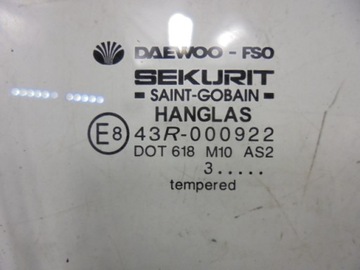 DAEWOO-FSO
SEKURIT
SAINT-GOBAIN
HANGLAS
E8 43R-000922
DOT 618 M10 AS2
3.....
tempered